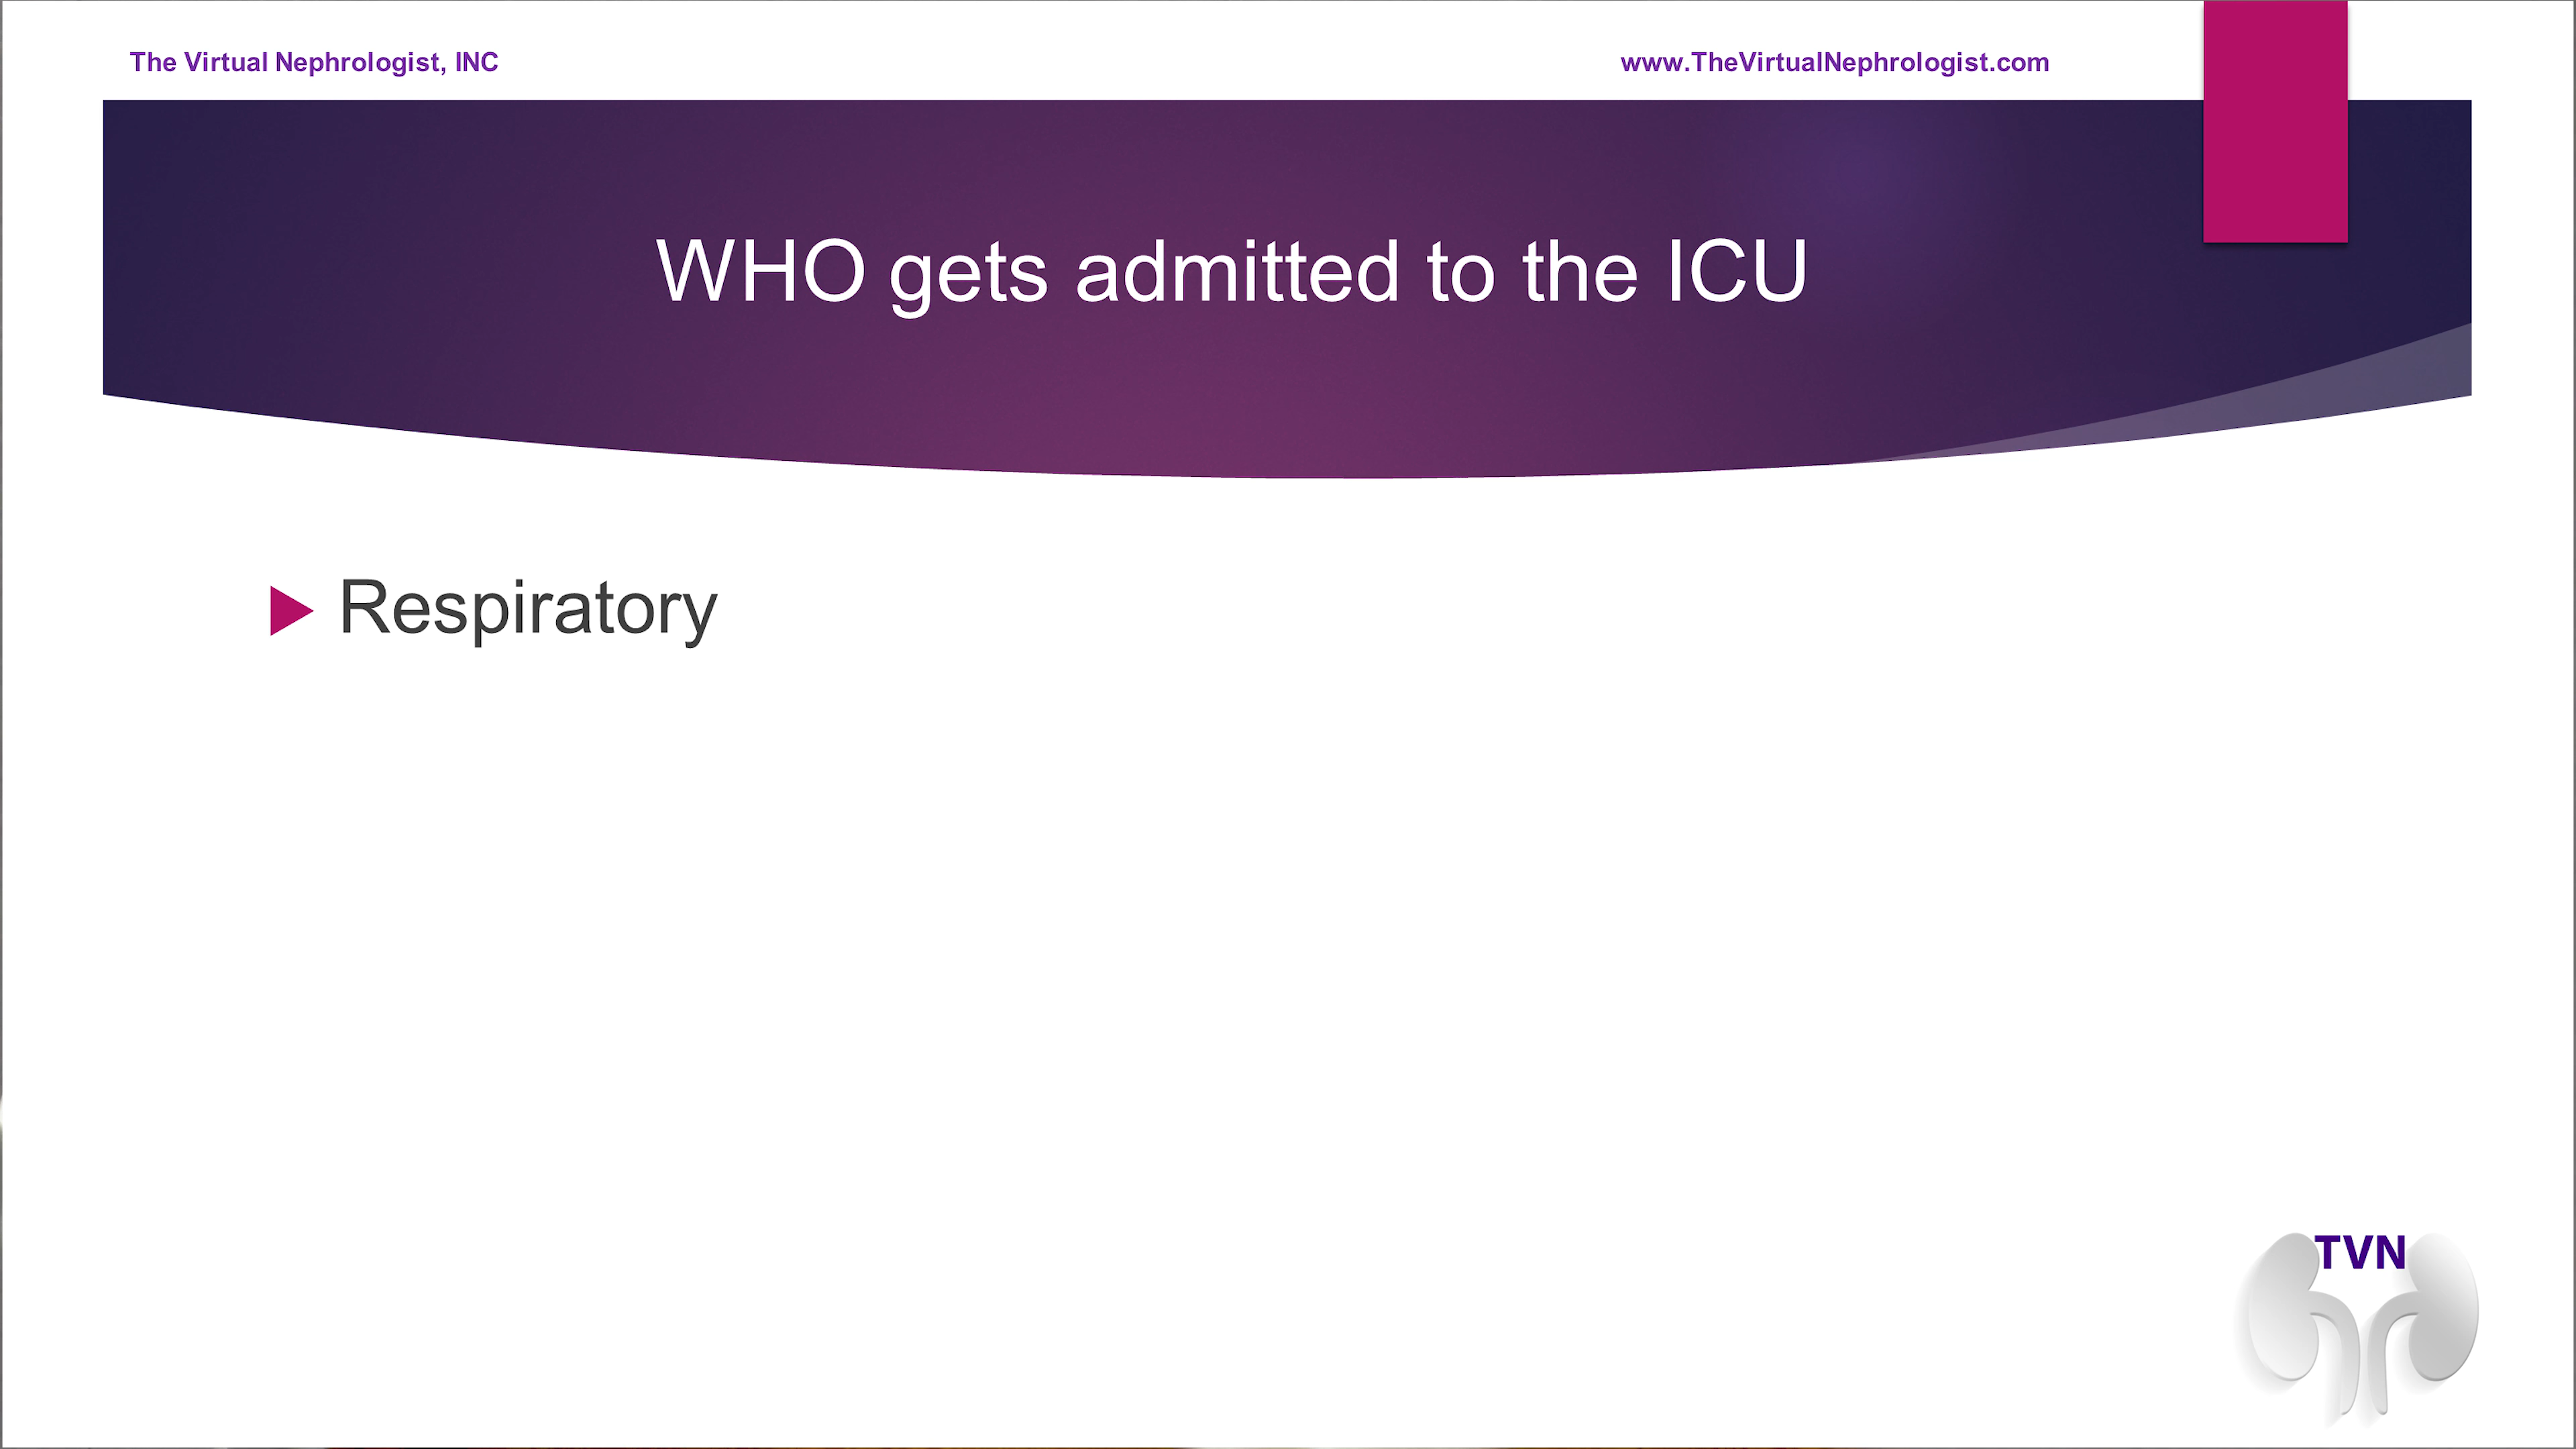 The Virtual Nephrologist, INC
www.TheVirtualNephrologist.com
WHO gets admitted to the ICU
Respiratory
TVN